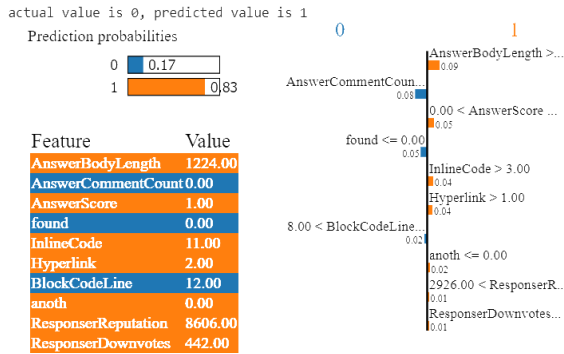 actual value is 0, predicted value is 1
Prediction probabilities
0 0.17
1 0.83
Feature Value
AnswerBodyLength 1224.00
AnswerCommentCount 0.00
AnswerScore 1.00
found 0.00
InlineCode 11.00
Hyperlink 2.00
BlockCodeLine 12.00
anoth 0.00
ResponserReputation 8606.00
ResponserDownvotes 442.00
0 1
AnswerBodyLength >...
0.09
AnswerCommentCoun...
0.08
0.00 < AnswerScore ...
0.05
found <= 0.00
0.05
InlineCode > 3.00
0.04
Hyperlink > 1.00
0.04
8.00 < BlockCodeLine...
0.02
anoth <= 0.00
0.02
2926.00 < ResponserR...
0.01
ResponserDownvotes...
0.01